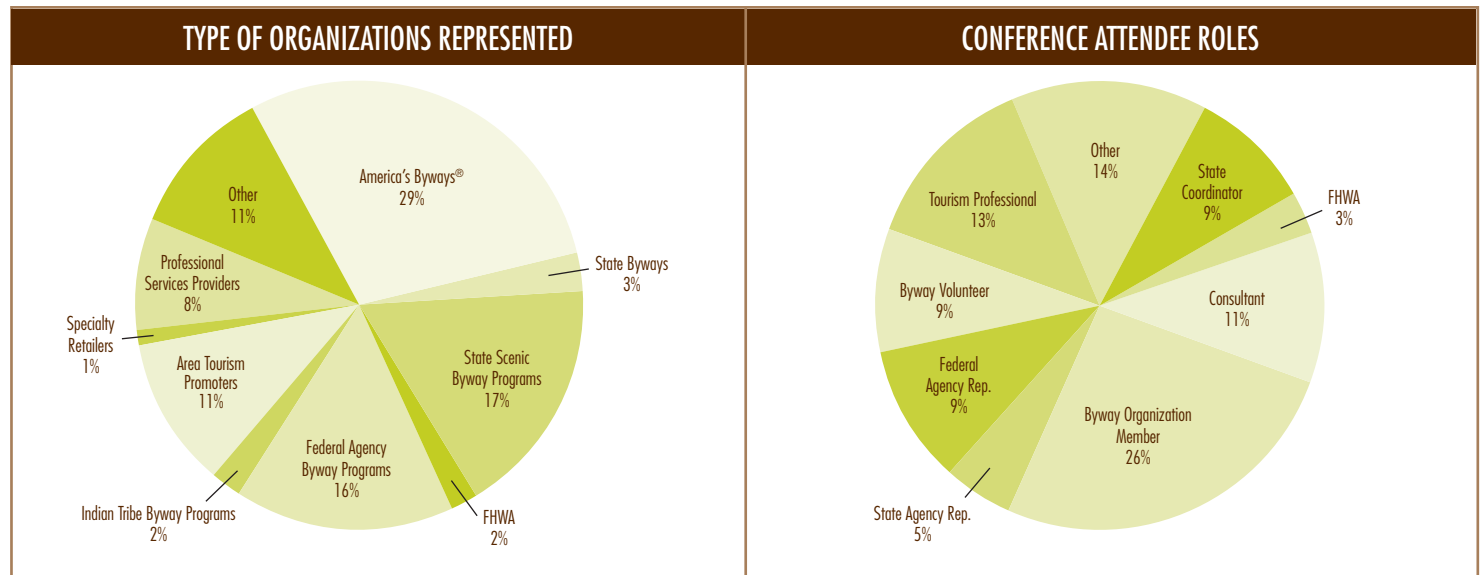 TYPE OF ORGANIZATIONS REPRESENTED
America's Byways®
29%
State Byways
3%
State Scenic
Byway Programs
17%
FHWA
2%
Federal Agency
Byway Programs
16%
Indian Tribe Byway Programs
2%
Area Tourism
Promoters
11%
Specialty
Retailers
1%
Professional
Services Providers
8%
Other
11%
CONFERENCE ATTENDEE ROLES
Other
14%
State
Coordinator
9%
FHWA
3%
Consultant
11%
Byway Organization
Member
26%
State Agency Rep.
5%
Federal
Agency Rep.
9%
Byway Volunteer
9%
Tourism Professional
13%